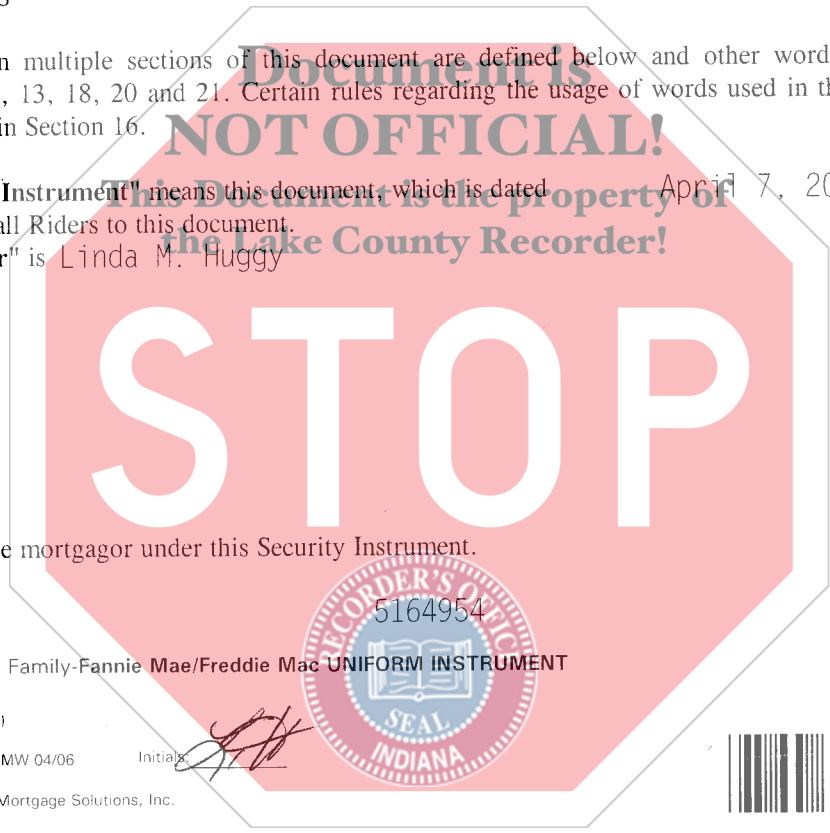 n multiple sections of this document are defined below and other word
Document is
, 13, 18, 20 and 21. Certain rules regarding the usage of words used in th
in Section 16.
NOT OFFICIAL!
Instrument" means this document, which is dated April 7, 20
This Document is the property of
all Riders to this document.
r" is Linda M. Huggy
the Lake County Recorder!
STOP
e mortgagor under this Security Instrument.
RECORDER'S OFFICE
5164954
Family-Fannie Mae/Freddie Mac UNIFORM INSTRUMENT
SEAL
INDIANA
MW 04/06 Initials:
Mortgage Solutions, Inc.